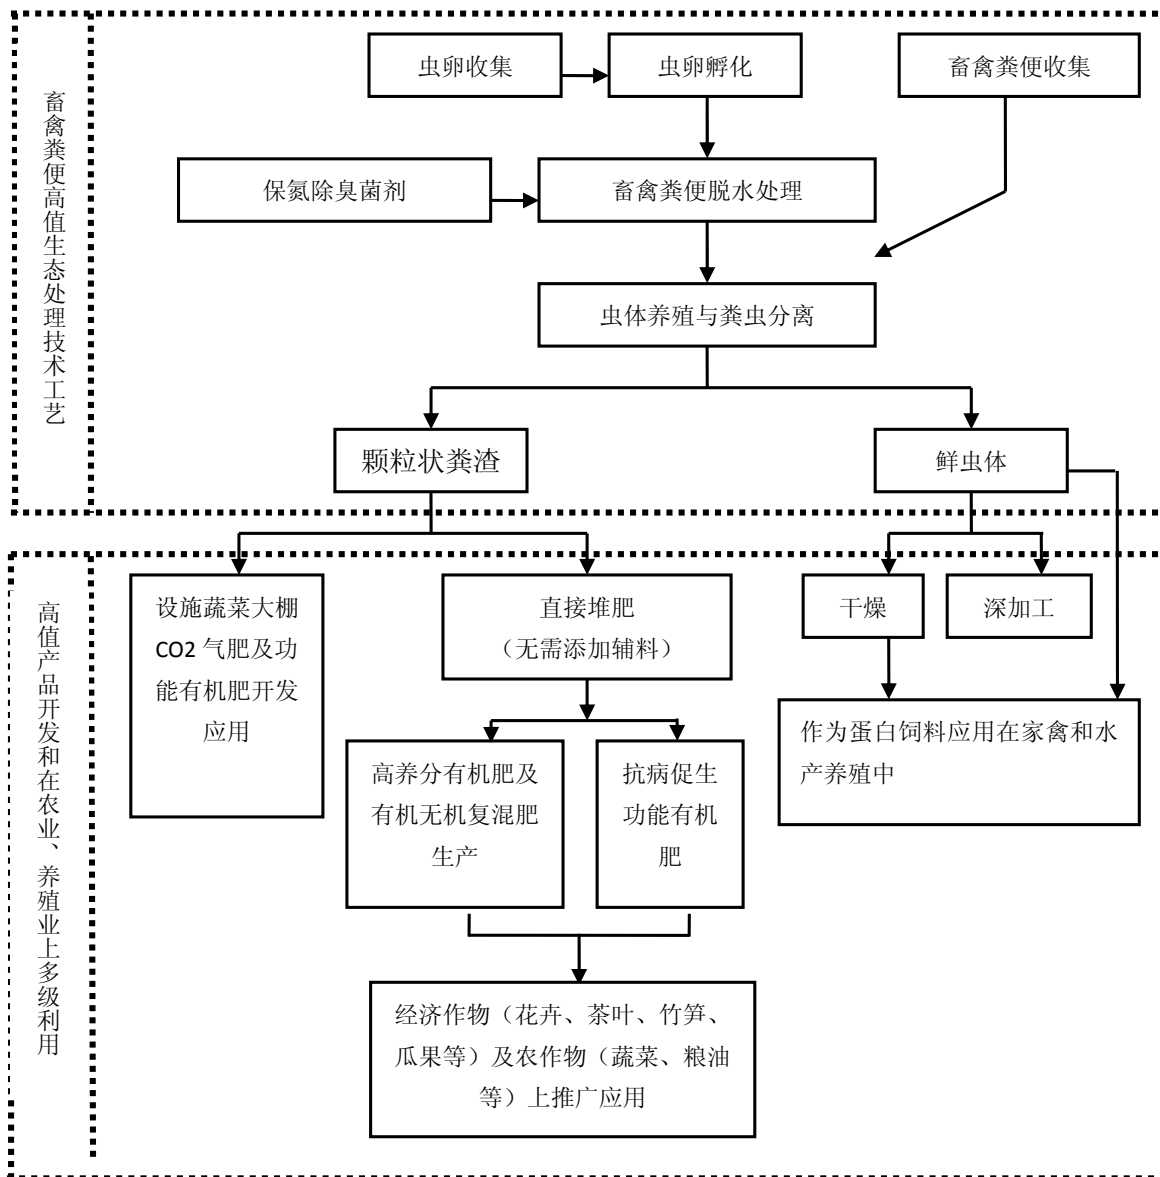 畜禽粪便高值生态处理技术工艺
虫卵收集
虫卵孵化
畜禽粪便收集
保氮除臭菌剂
畜禽粪便脱水处理
虫体养殖与粪虫分离
颗粒状粪渣
鲜虫体
高值产品开发和在农业、养殖业上多级利用
设施蔬菜大棚
CO2 气肥及功
能有机肥开发
应用
直接堆肥
（无需添加辅料）
干燥
深加工
高养分有机肥及
有机无机复混肥
生产
抗病促生
功能有机
肥
作为蛋白饲料应用在家禽和水
产养殖中
经济作物（花卉、茶叶、竹笋、
瓜果等）及农作物（蔬菜、粮油
等）上推广应用